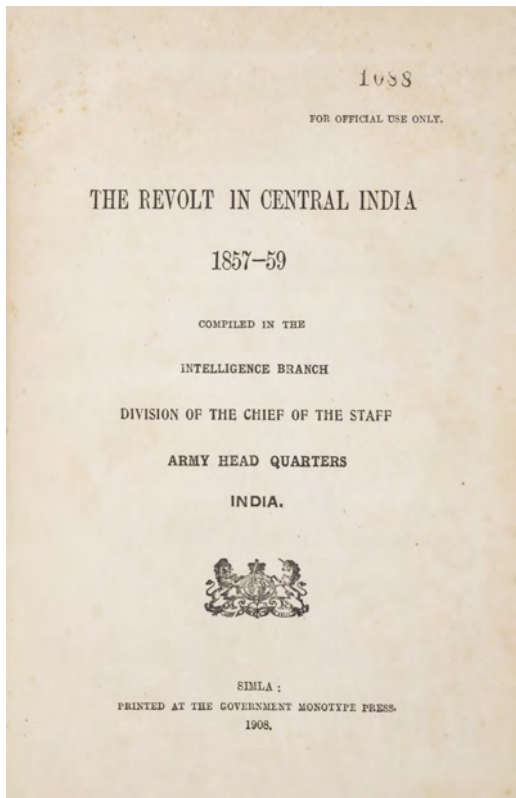 1088
FOR OFFICIAL USE ONLY.
THE REVOLT IN CENTRAL INDIA
1857–59
COMPILED IN THE
INTELLIGENCE BRANCH
DIVISION OF THE CHIEF OF THE STAFF
ARMY HEAD QUARTERS
INDIA.
SIMLA:
PRINTED AT THE GOVERNMENT MONOTYPE PRESS.
1908.